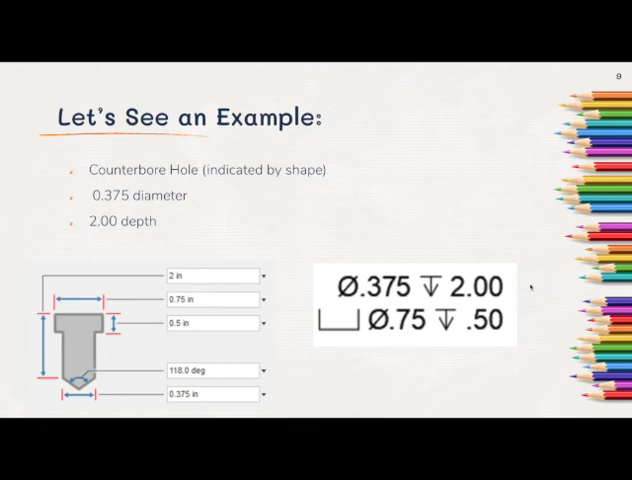 9
Let's See an Example:
Counterbore Hole (indicated by shape)
0.375 diameter
2.00 depth
2 in
0.75 in
0.5 in
118.0 deg
0.375 in
Ø.375 ↧ 2.00
⌴ Ø.75 ↧ .50